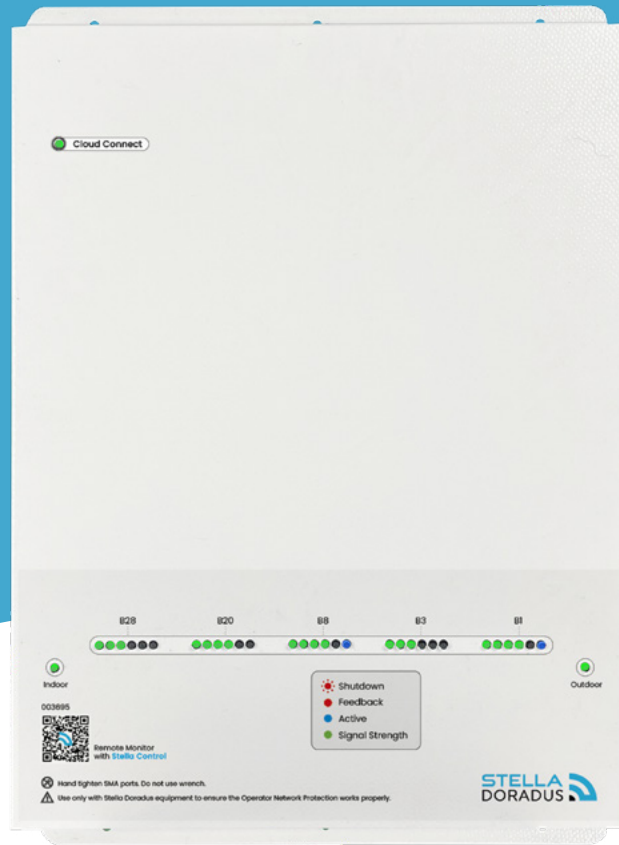 Cloud Connect
B28 B20 B8 B3 B1
Indoor
Outdoor
Shutdown
Feedback
Active
Signal Strength
003695
Remote Monitor
with Stella Control
Hand tighten SMA ports. Do not use wrench.
Use only with Stella Doradus equipment to ensure the Operator Network Protection works properly.
STELLA
DORADUS